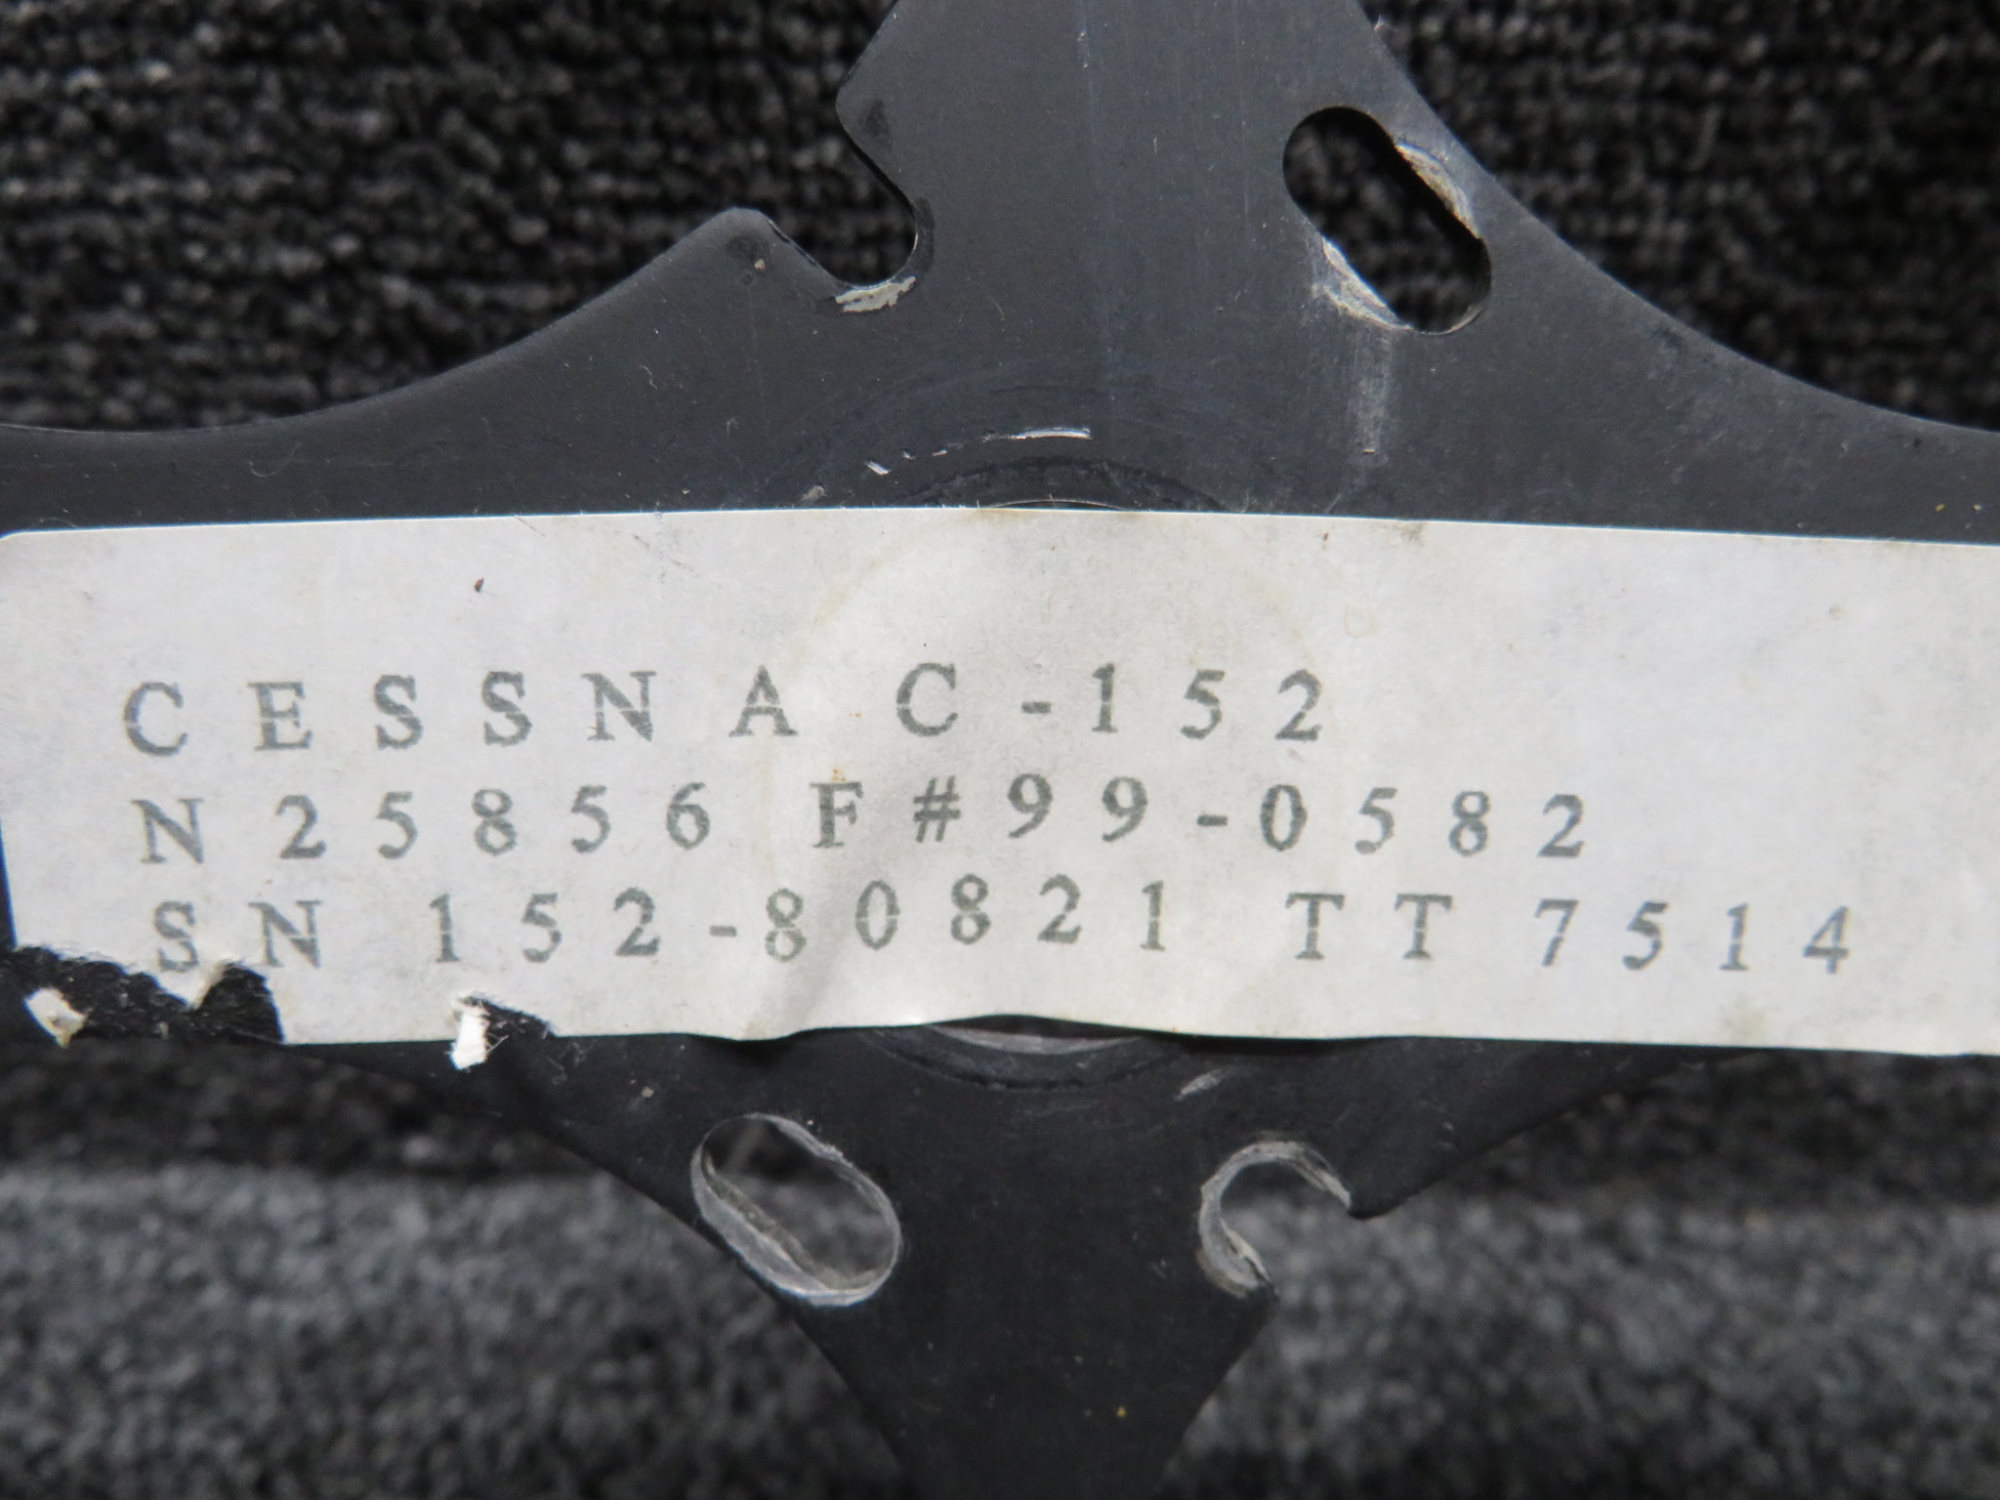 CESSNA C-152
N25856 F#99-0582
SN 152-80821 TT 7514